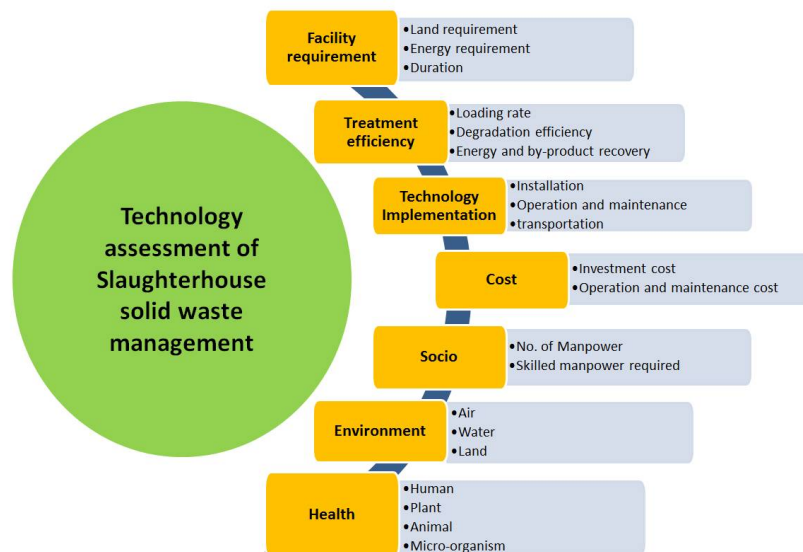 Technology
assessment of
Slaughterhouse
solid waste
management
Facility
requirement
•Land requirement
•Energy requirement
•Duration
Treatment
efficiency
•Loading rate
•Degradation efficiency
•Energy and by-product recovery
Technology
Implementation
•Installation
•Operation and maintenance
•transportation
Cost
•Investment cost
•Operation and maintenance cost
Socio
•No. of Manpower
•Skilled manpower required
Environment
•Air
•Water
•Land
Health
•Human
•Plant
•Animal
•Micro-organism